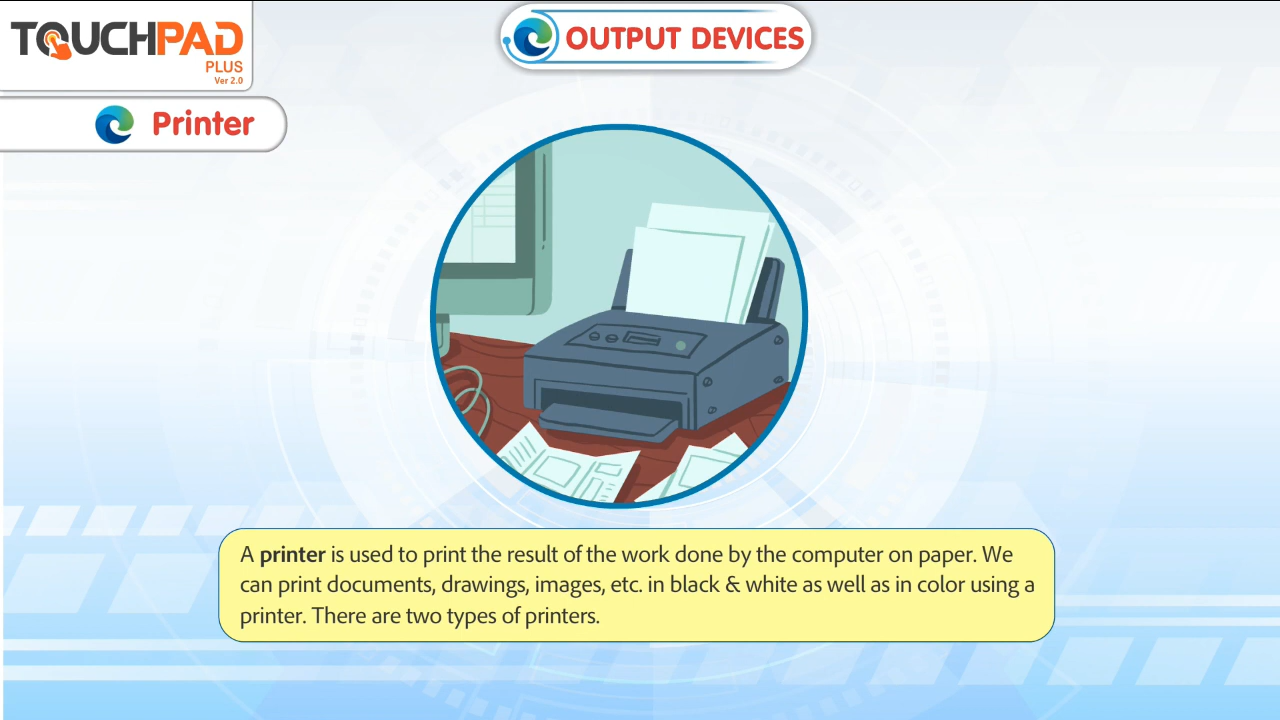 TOUCHPAD
PLUS
Ver 2.0
OUTPUT DEVICES
Printer
A printer is used to print the result of the work done by the computer on paper. We
can print documents, drawings, images, etc. in black & white as well as in color using a
printer. There are two types of printers.